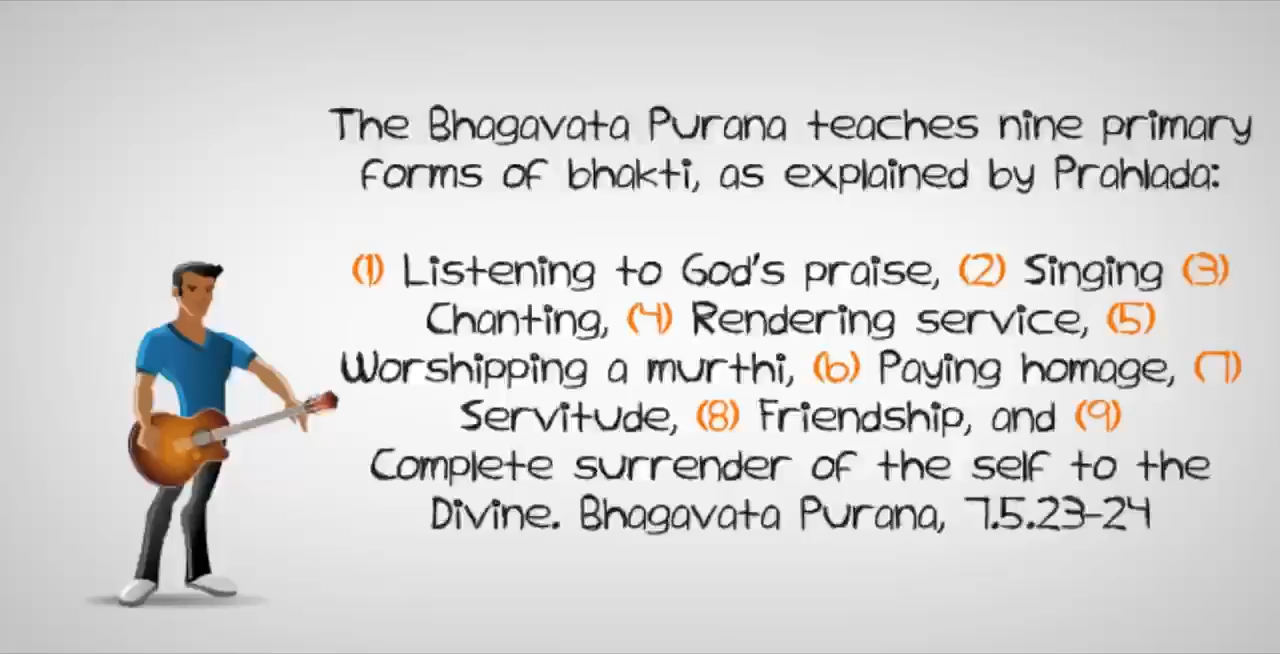 The Bhagavata Purana teaches nine primary
forms of bhakti, as explained by Prahlada:
(1) Listening to God's praise, (2) Singing (3)
Chanting, (4) Rendering service, (5)
Worshipping a murthi, (6) Paying homage, (7)
Servitude, (8) Friendship, and (9)
Complete surrender of the self to the
Divine. Bhagavata Purana, 7.5.23-24